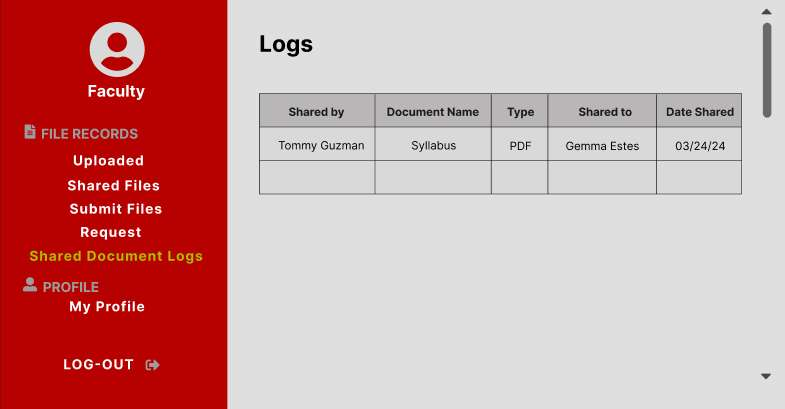 Faculty
FILE RECORDS
Uploaded
Shared Files
Submit Files
Request
Shared Document Logs
PROFILE
My Profile
LOG-OUT
Logs
Shared by Document Name Type Shared to Date Shared
Tommy Guzman Syllabus PDF Gemma Estes 03/24/24